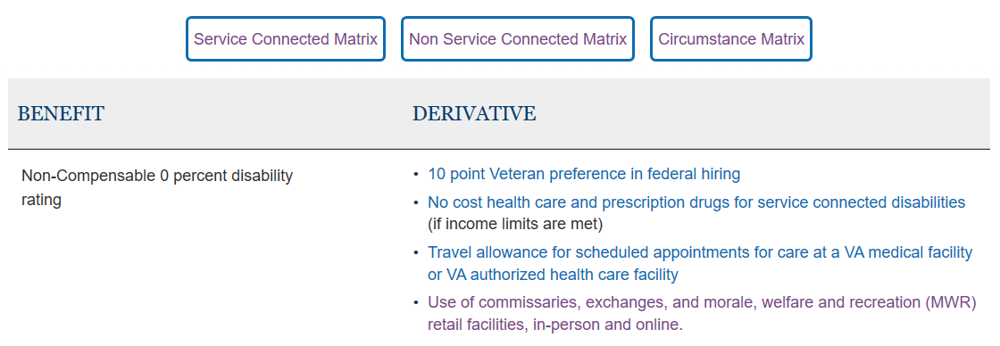 Service Connected Matrix Non Service Connected Matrix Circumstance Matrix
BENEFIT DERIVATIVE
Non-Compensable 0 percent disability
rating
• 10 point Veteran preference in federal hiring
• No cost health care and prescription drugs for service connected disabilities
(if income limits are met)
• Travel allowance for scheduled appointments for care at a VA medical facility
or VA authorized health care facility
• Use of commissaries, exchanges, and morale, welfare and recreation (MWR)
retail facilities, in-person and online.